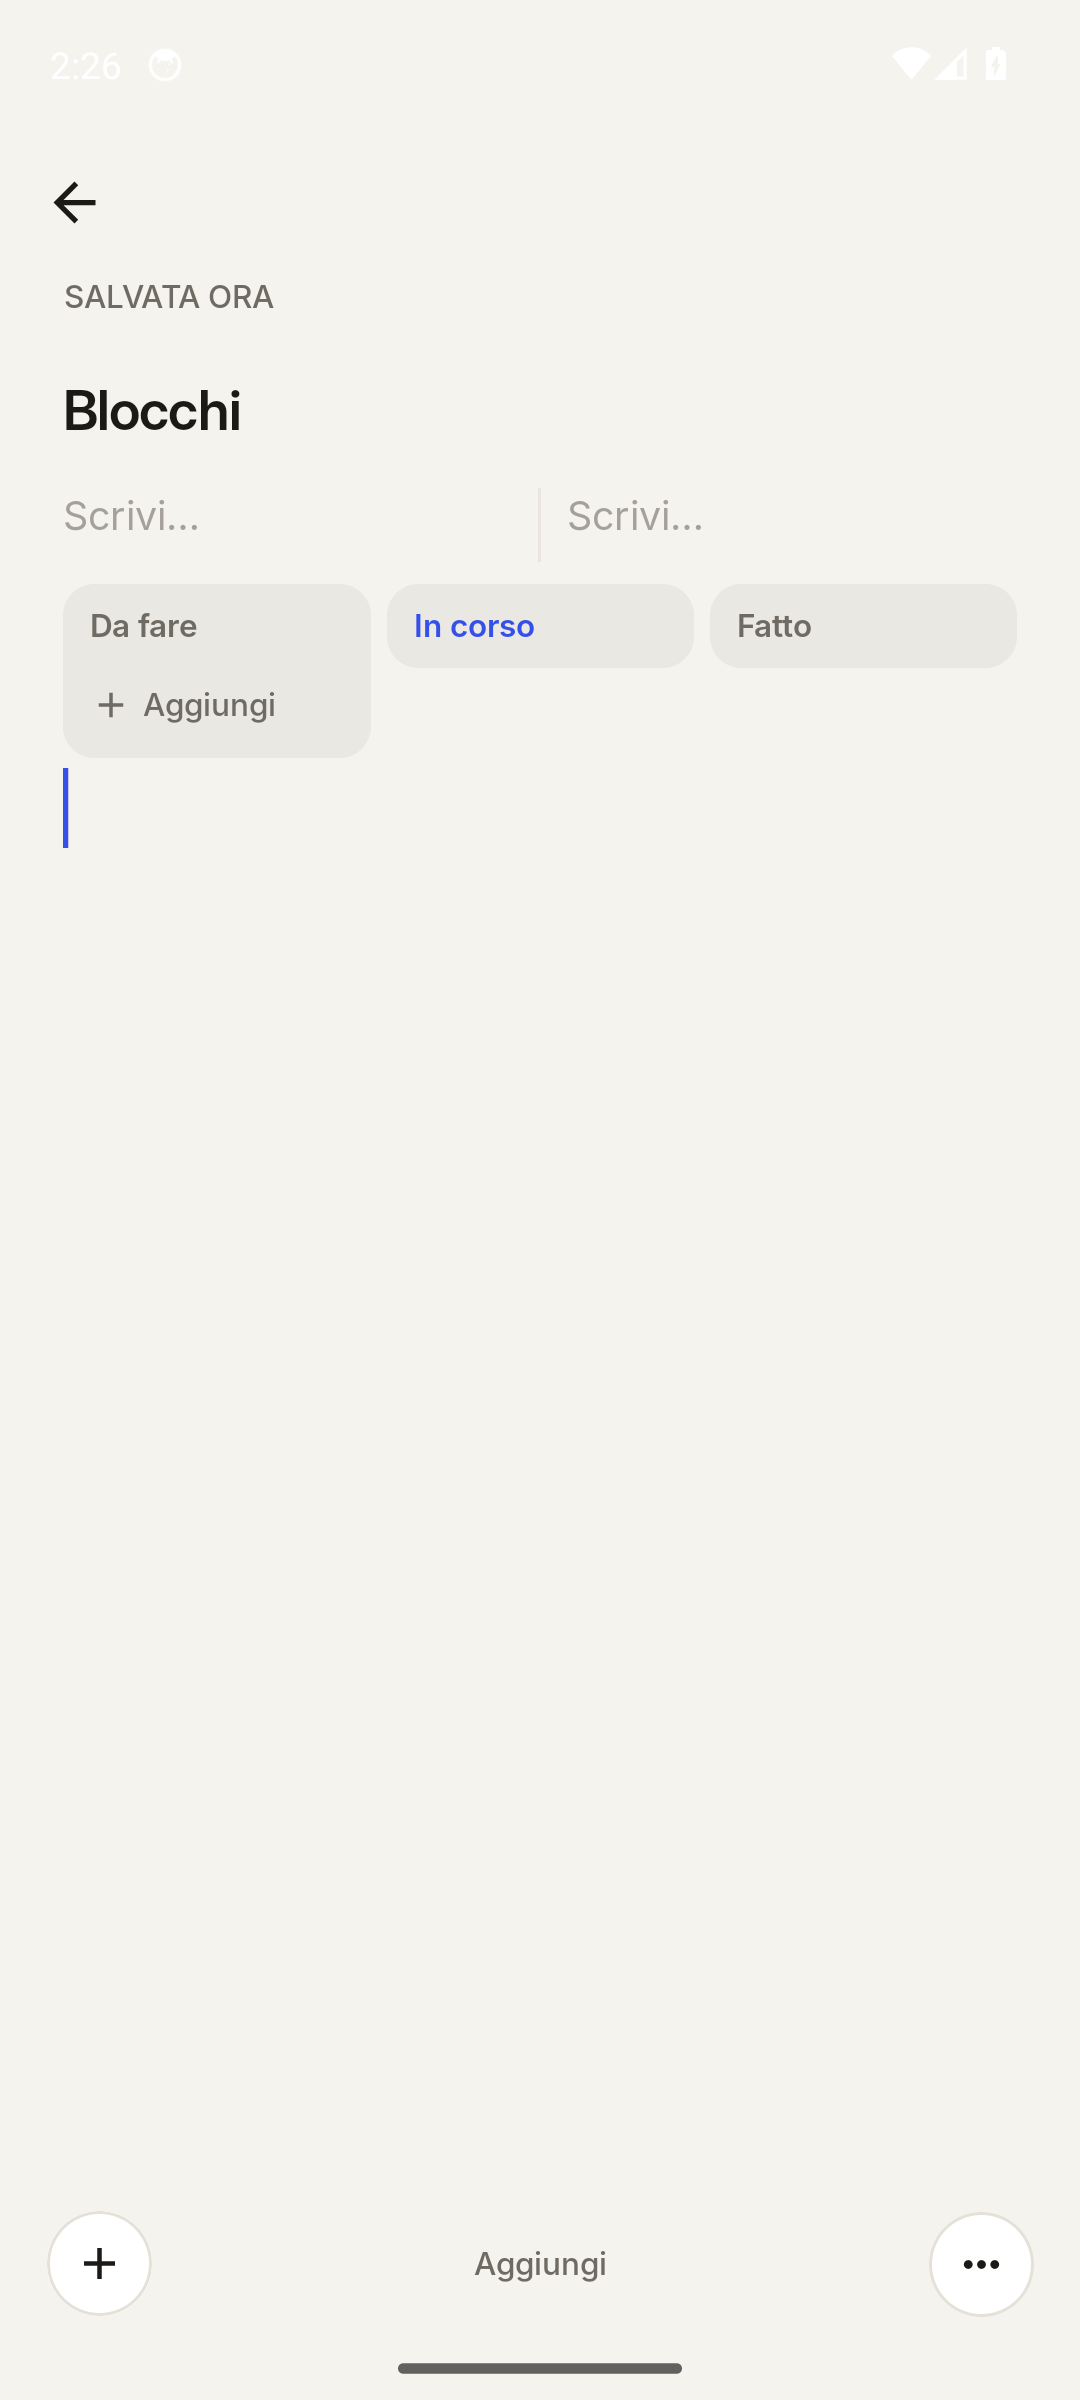 2:26
SALVATA ORA
Blocchi
Scrivi... Scrivi...
Da fare In corso Fatto
+ Aggiungi
Aggiungi